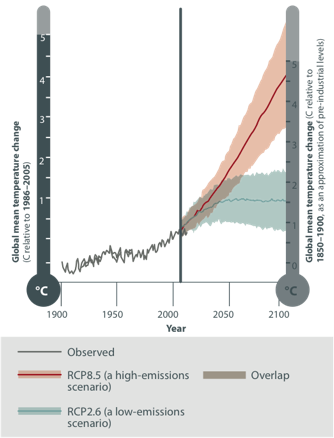 Global mean temperature change
(C relative to 1986–2005)
5
4
3
2
1
°C
5
4
3
2
1
0
°C
Global mean temperature change (C relative to
1850–1900, as an approximation of pre-industrial levels)
1900
1950
2000
2050
2100
Year
Observed
RCP8.5 (a high-emissions
scenario)
Overlap
RCP2.6 (a low-emissions
scenario)